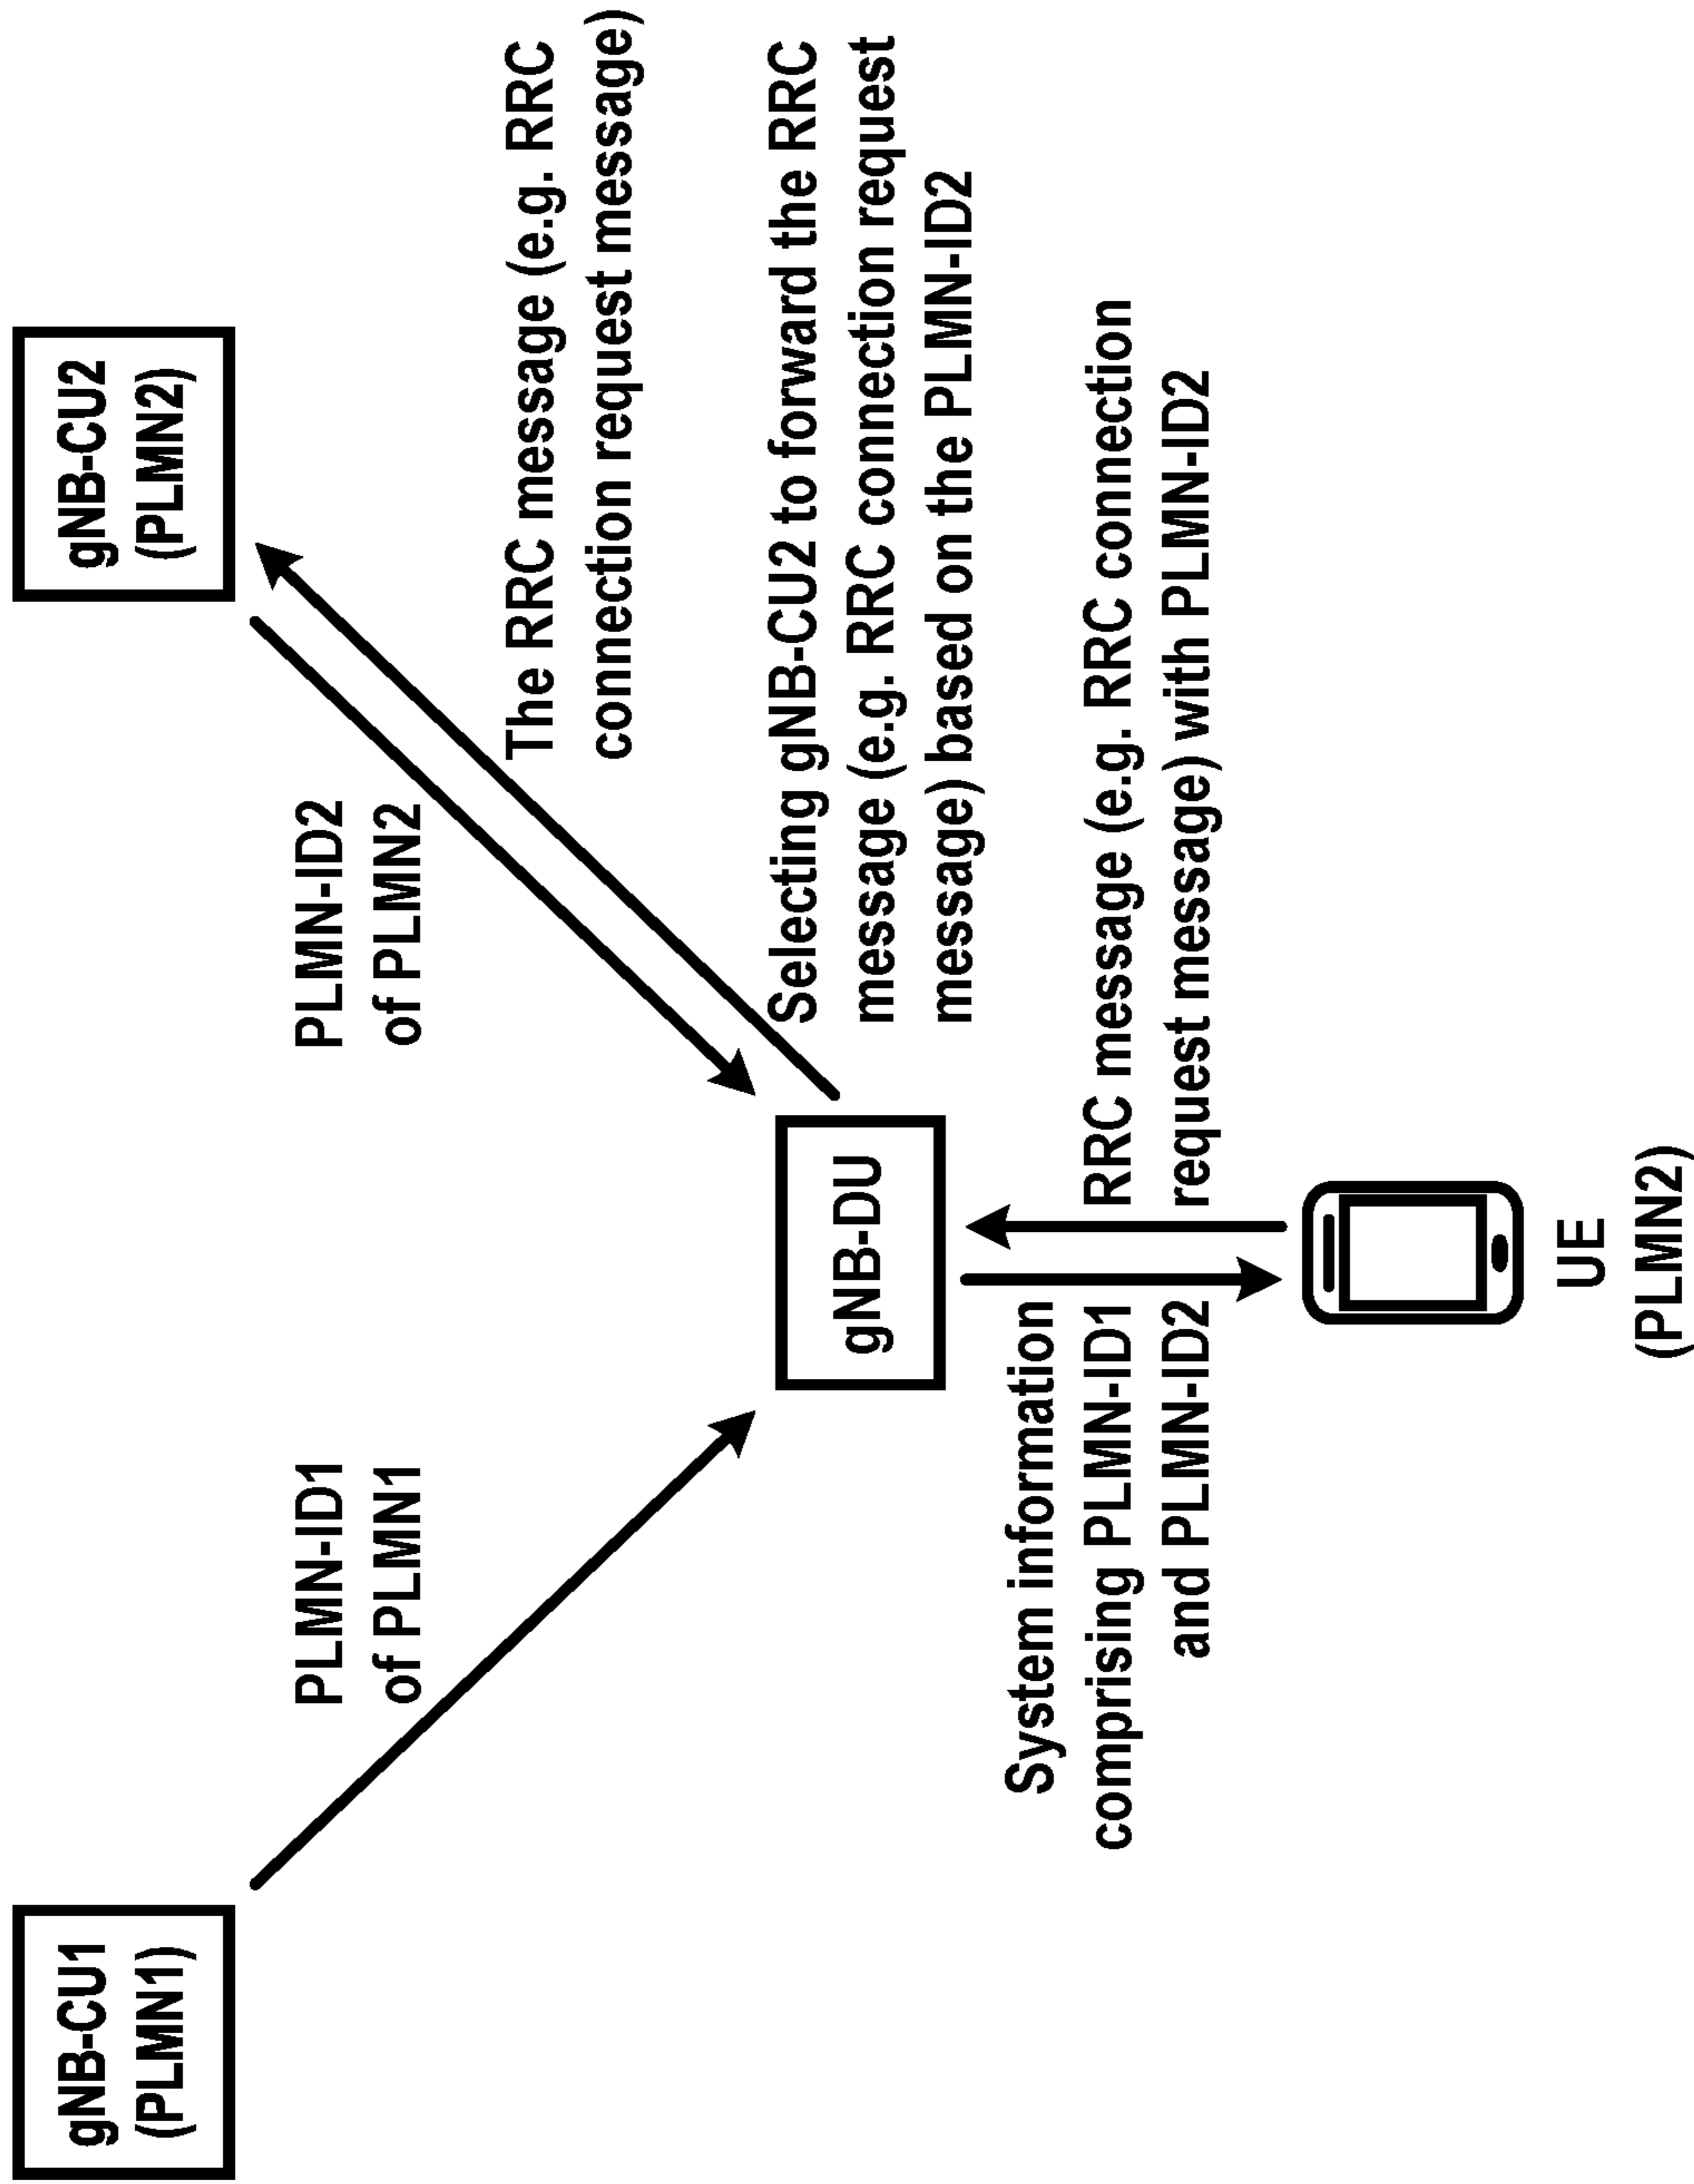 gNB-CU1
(PLMN1)
gNB-CU2
(PLMN2)
PLMN-ID1
of PLMN1
PLMN-ID2
of PLMN2
The RRC message (e.g. RRC
connection request message)
gNB-DU
Selecting gNB-CU2 to forward the RRC
message (e.g. RRC connection request
message) based on the PLMN-ID2
System information
comprising PLMN-ID1
and PLMN-ID2
RRC message (e.g. RRC connection
request message) with PLMN-ID2
UE
(PLMN2)